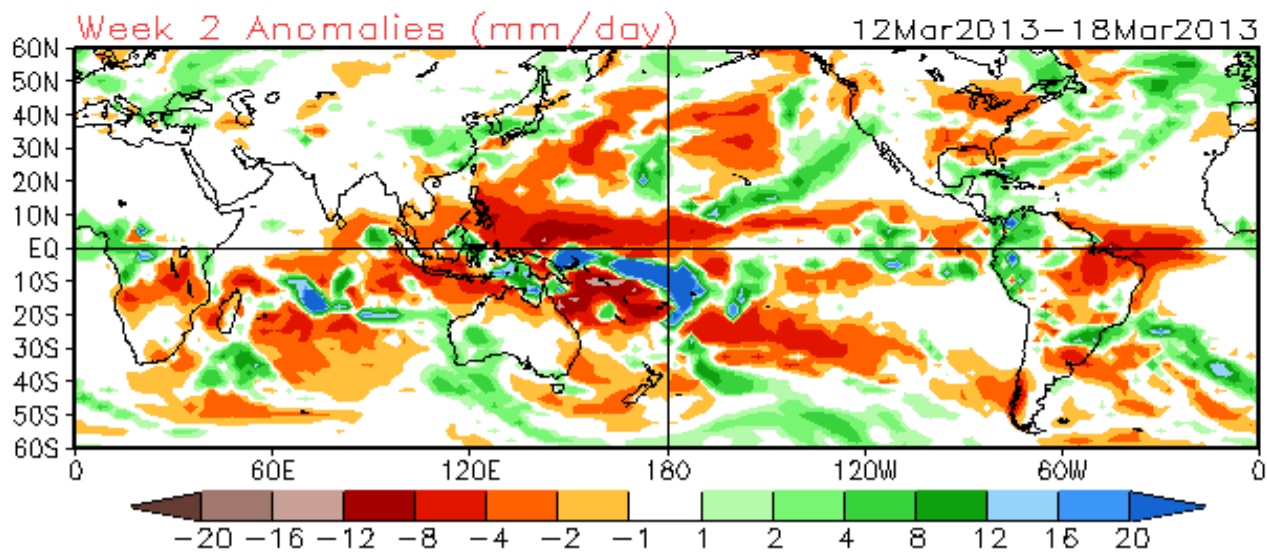 Week 2 Anomalies (mm/day) 12Mar2013-18Mar2013
60N
50N
40N
30N
20N
10N
EQ
10S
20S
30S
40S
50S
60S
0 60E 120E 180 120W 60W 0
-20 -16 -12 -8 -4 -2 -1 1 2 4 8 12 16 20